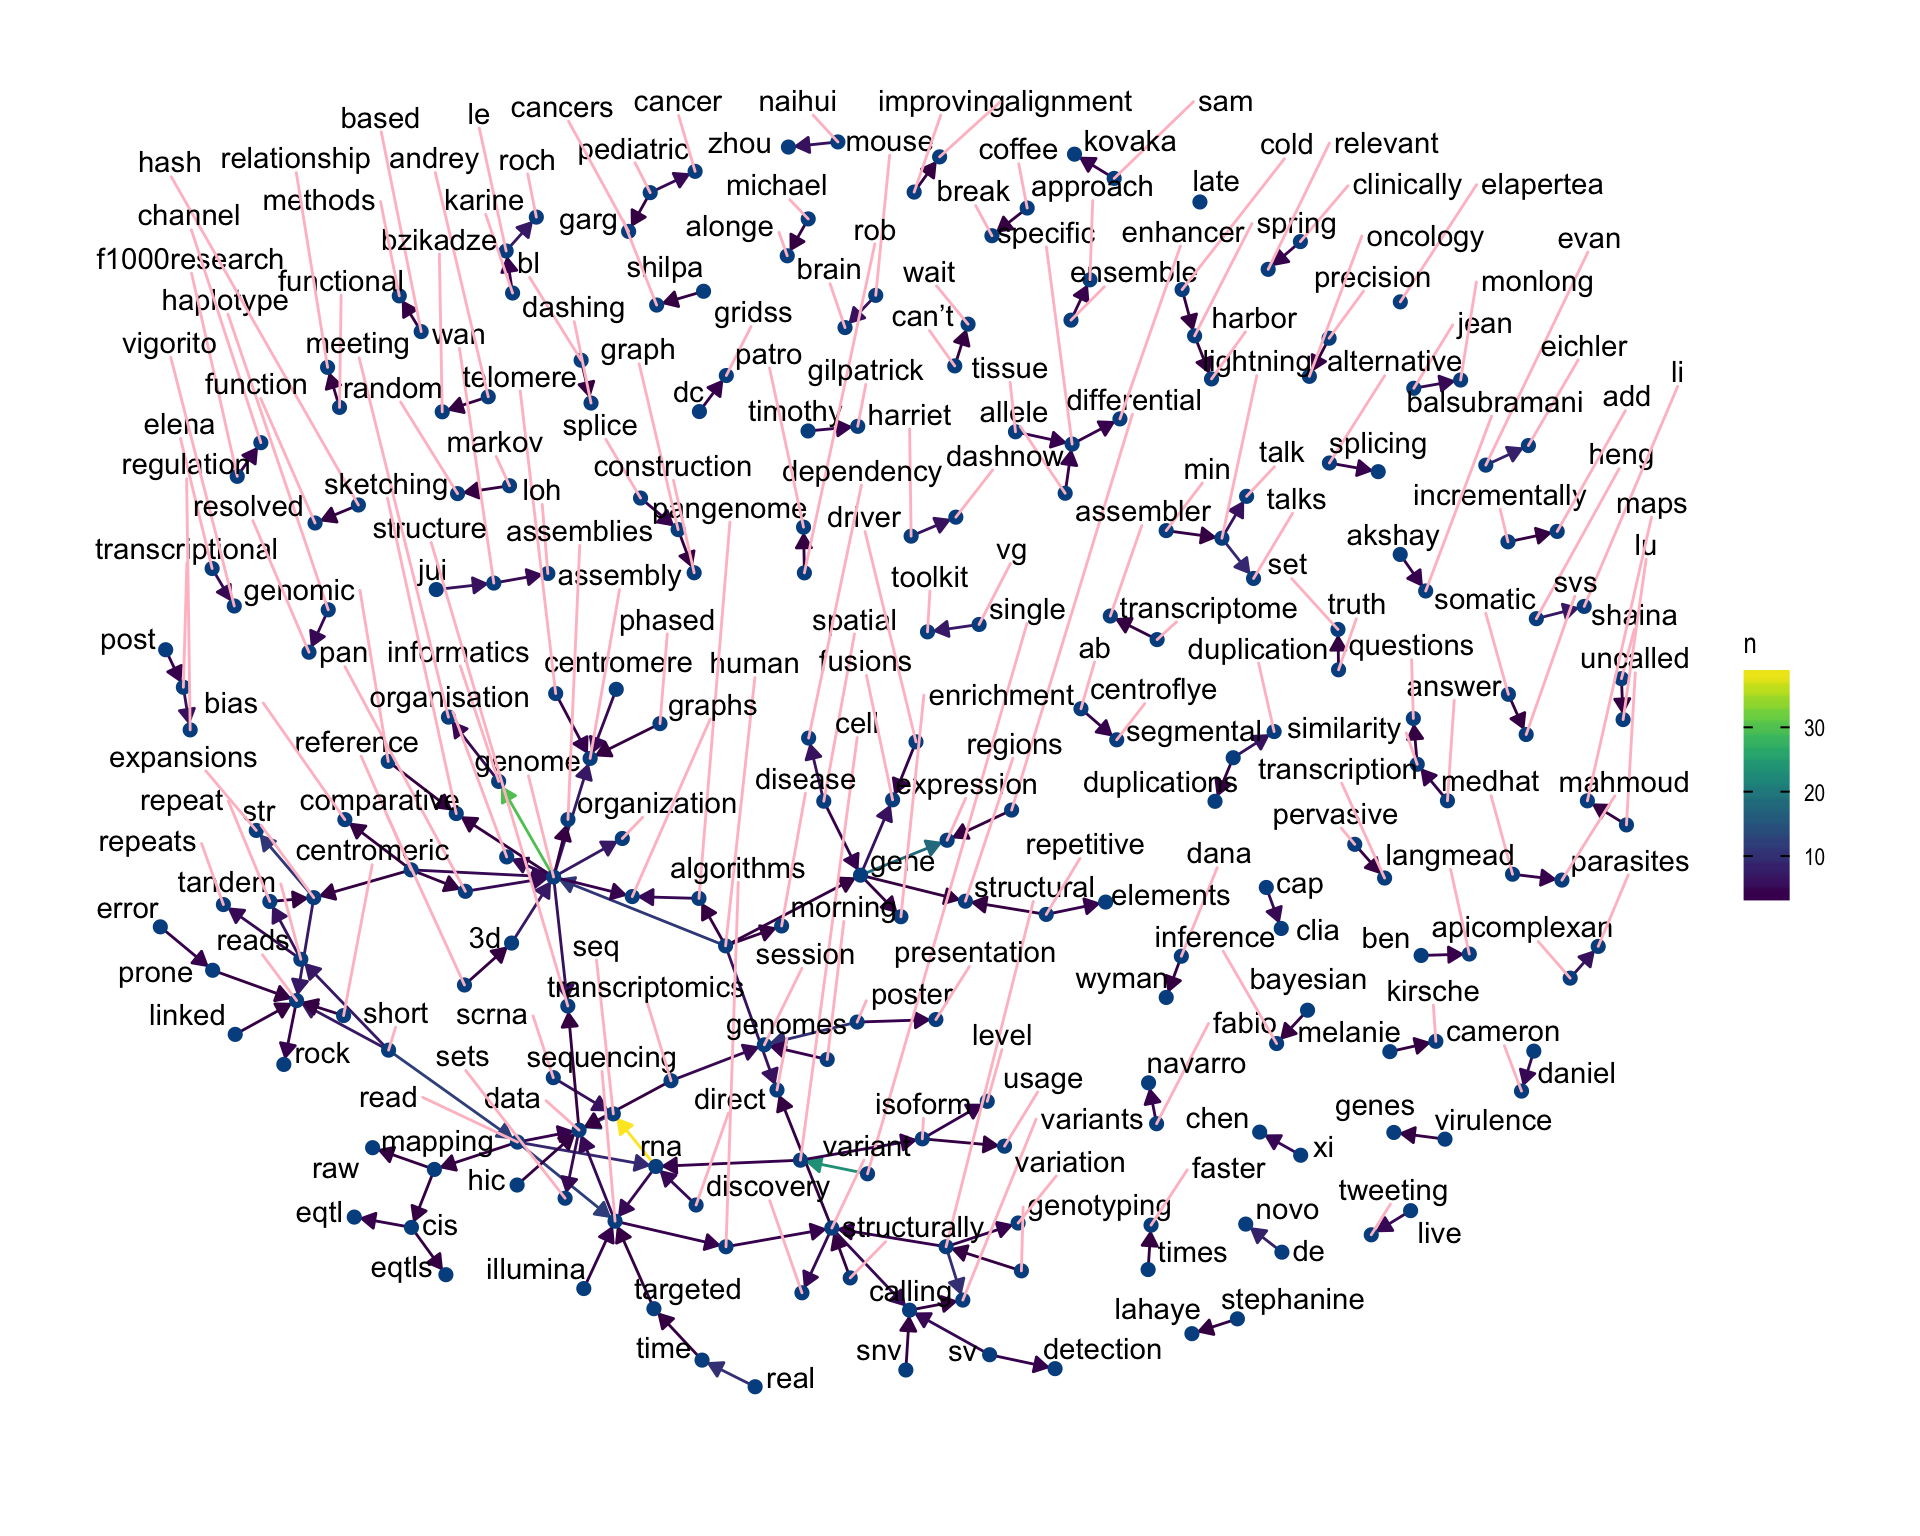 cancers
cancer
naihui
improving
alignment
sam
based
le
zhou
mouse
coffee
kovaka
cold
relevant
hash
relationship
andrey
roch
pediatric
michael
break
approach
late
clinically
elapertea
methods
karine
channel
garg
alonge
rob
specific
enhancer
spring
oncology
evan
bzikadze
f1000research
functional
bl
shilpa
brain
wait
ensemble
precision
monlong
haplotype
dashing
gridss
can't
harbor
jean
vigorito
meeting
wan
graph
patro
gilpatrick
tissue
lightning
alternative
eichler
li
function
random
telomere
dc
timothy
harriet
allele
differential
balsubramani
add
elena
markov
splice
regulation
sketching
loh
construction
dependency
dashnow
min
talk
splicing
heng
resolved
structure
assemblies
pangenome
driver
assembler
talks
incrementally
maps
transcriptional
jui
assembly
toolkit
vg
set
akshay
lu
genomic
phased
spatial
single
transcriptome
truth
somatic
svs
shaina
post
pan
informatics
centromere
human
fusions
ab
duplication
questions
uncalled
bias
organisation
graphs
cell
enrichment
centroflye
segmental
similarity
answer
expansions
reference
genome
disease
regions
expression
duplications
transcription
medhat
mahmoud
repeat
str
comparative
organization
pervasive
repeats
centromeric
algorithms
gene
repetitive
dana
langmead
parasites
tandem
structural
elements
cap
error
reads
3d
seq
morning
session
presentation
inference
clia
ben
apicomplexan
prone
transcriptomics
wyman
bayesian
kirsche
linked
short
scrna
genomes
poster
level
fabio
melanie
cameron
rock
sets
sequencing
navarro
daniel
read
data
direct
isoform
usage
variants
chen
genes
virulence
mapping
rna
variant
xi
raw
hic
discovery
variation
faster
tweeting
eqtl
cis
structurally
genotyping
novo
live
eqtls
illumina
targeted
calling
times
de
time
snv
sv
detection
lahaye
stephanine
real
n
30
20
10